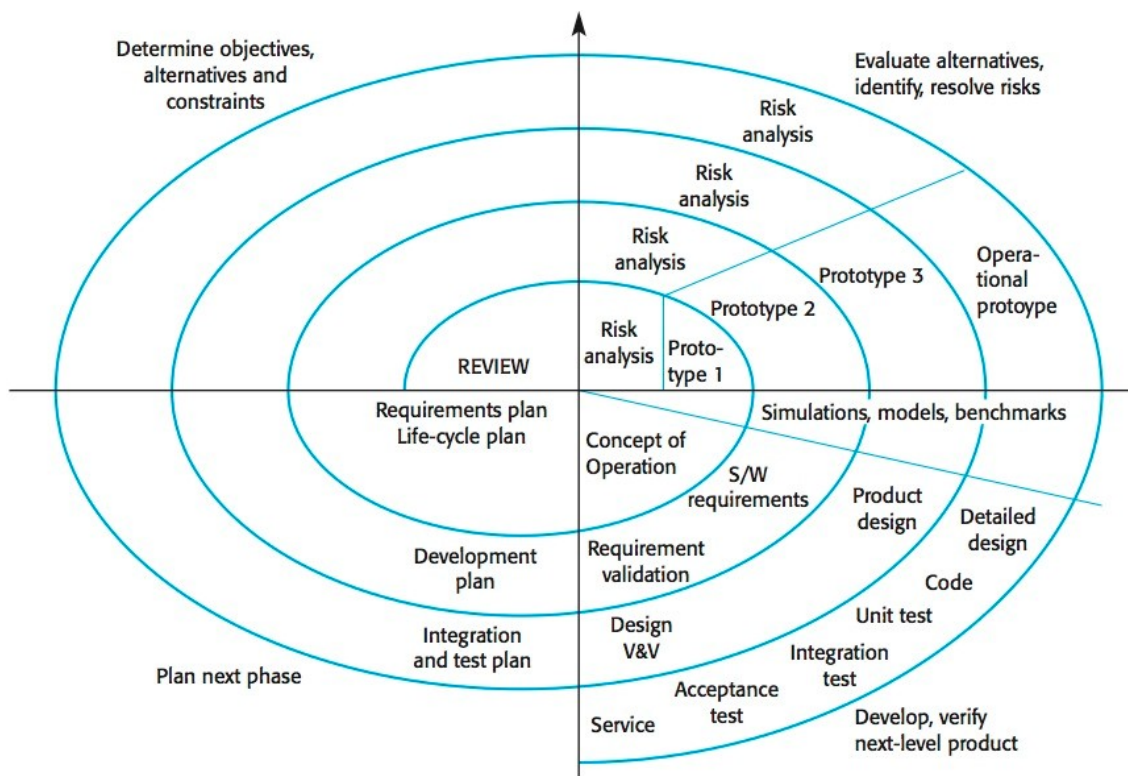 Determine objectives,
alternatives and
constraints
Evaluate alternatives,
identify, resolve risks
Risk
analysis
Risk
analysis
Risk
analysis
Opera-
tional
protoype
Prototype 3
Prototype 2
Risk
analysis
Proto-
type 1
REVIEW
Requirements plan
Life-cycle plan
Simulations, models, benchmarks
Concept of
Operation
S/W
requirements
Product
design
Detailed
design
Development
plan
Requirement
validation
Code
Unit test
Integration
and test plan
Design
V&V
Integration
test
Plan next phase
Acceptance
test
Service
Develop, verify
next-level product